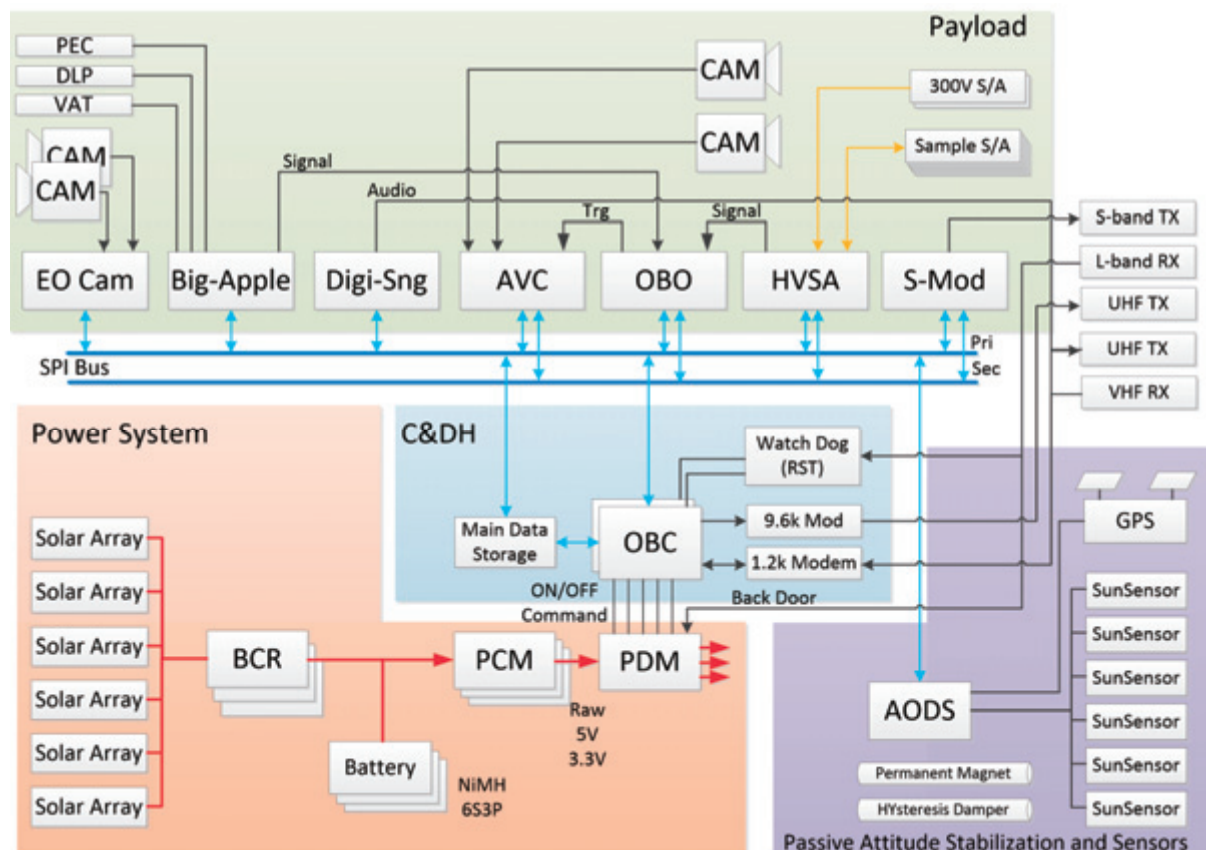 Payload
PEC
DLP
VAT
CAM
CAM
CAM
CAM
300V S/A
Sample S/A
Signal
Audio
Trg
Signal
EO Cam
Big-Apple
Digi-Sng
AVC
OBO
HVSA
S-Mod
S-band TX
L-band RX
UHF TX
UHF TX
VHF RX
Pri
SPI Bus
Sec
Power System
Solar Array
Solar Array
Solar Array
Solar Array
Solar Array
Solar Array
BCR
Battery
NiMH
6S3P
PCM
Raw
5V
3.3V
PDM
C&DH
Watch Dog
(RST)
Main Data
Storage
OBC
9.6k Mod
1.2k Modem
ON/OFF
Command
Back Door
GPS
SunSensor
SunSensor
SunSensor
SunSensor
SunSensor
SunSensor
AODS
Permanent Magnet
HYsteresis Damper
Passive Attitude Stabilization and Sensors